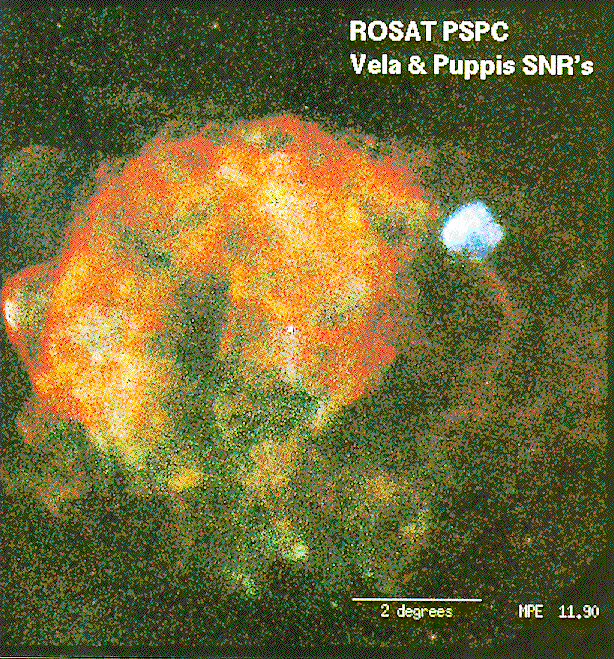 ROSAT PSPC
Vela & Puppis SNR's
2 degrees
MPE 11.90